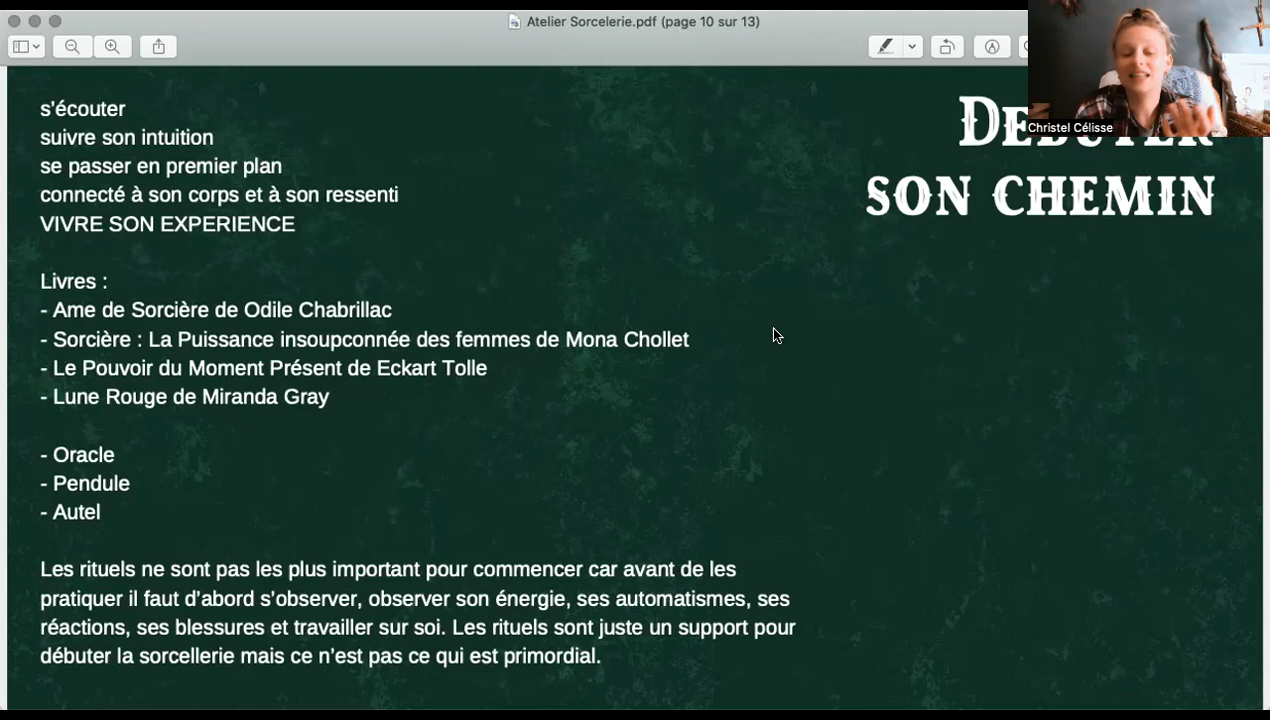 Atelier Sorcelerie.pdf (page 10 sur 13)
Christel Célisse
SON CHEMIN
s'écouter
suivre son intuition
se passer en premier plan
connecté à son corps et à son ressenti
VIVRE SON EXPERIENCE
Livres :
- Ame de Sorcière de Odile Chabrillac
- Sorcière : La Puissance insoupconnée des femmes de Mona Chollet
- Le Pouvoir du Moment Présent de Eckart Tolle
- Lune Rouge de Miranda Gray
- Oracle
- Pendule
- Autel
Les rituels ne sont pas les plus important pour commencer car avant de les
pratiquer il faut d'abord s'observer, observer son énergie, ses automatismes, ses
réactions, ses blessures et travailler sur soi. Les rituels sont juste un support pour
débuter la sorcellerie mais ce n'est pas ce qui est primordial.